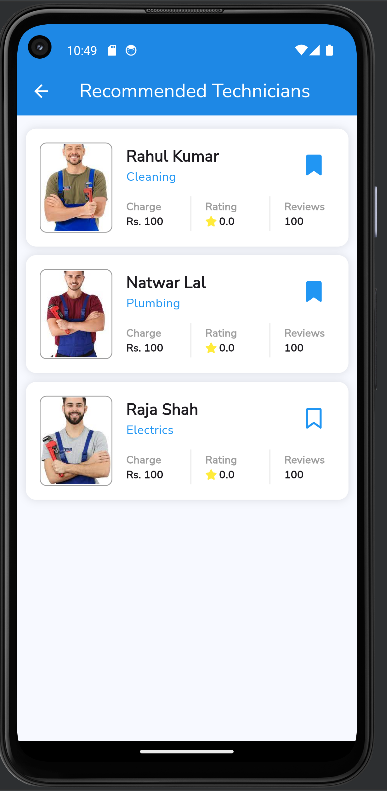 10:49
Recommended Technicians
Rahul Kumar
Cleaning
Charge Rating Reviews
Rs. 100 0.0 100
Natwar Lal
Plumbing
Charge Rating Reviews
Rs. 100 0.0 100
Raja Shah
Electrics
Charge Rating Reviews
Rs. 100 0.0 100